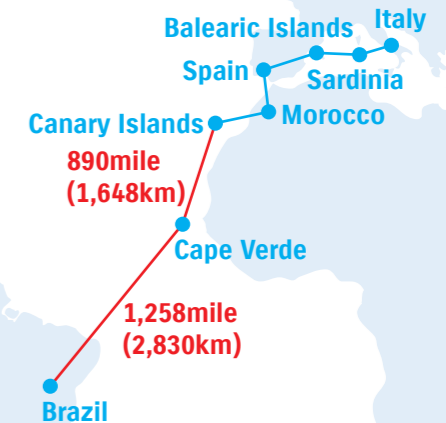 Italy
Balearic Islands
Spain
Sardinia
Canary Islands
Morocco
890mile
(1,648km)
Cape Verde
1,258mile
(2,830km)
Brazil